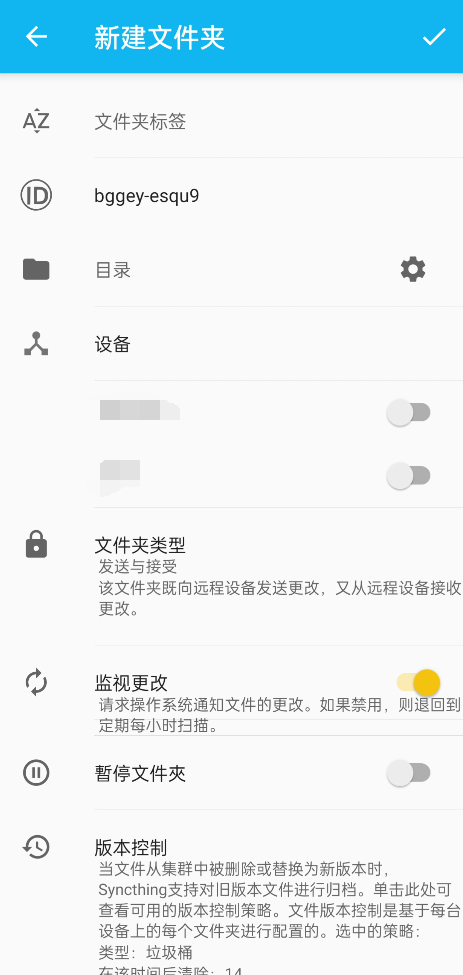 新建文件夹
AZ
文件夹标签
ID
bggey-esqu9
目录
设备
文件夹类型
发送与接受
该文件夹既向远程设备发送更改，又从远程设备接收
更改。
监视更改
请求操作系统通知文件的更改。如果禁用，则退回到
定期每小时扫描。
暫停文件夾
版本控制
当文件从集群中被删除或替换为新版本时，
Syncthing支持对旧版本文件进行归档。单击此处可
查看可用的版本控制策略。文件版本控制是基于每台
设备上的每个文件夹进行配置的。选中的策略：
类型：垃圾桶
在该时间后清除：14